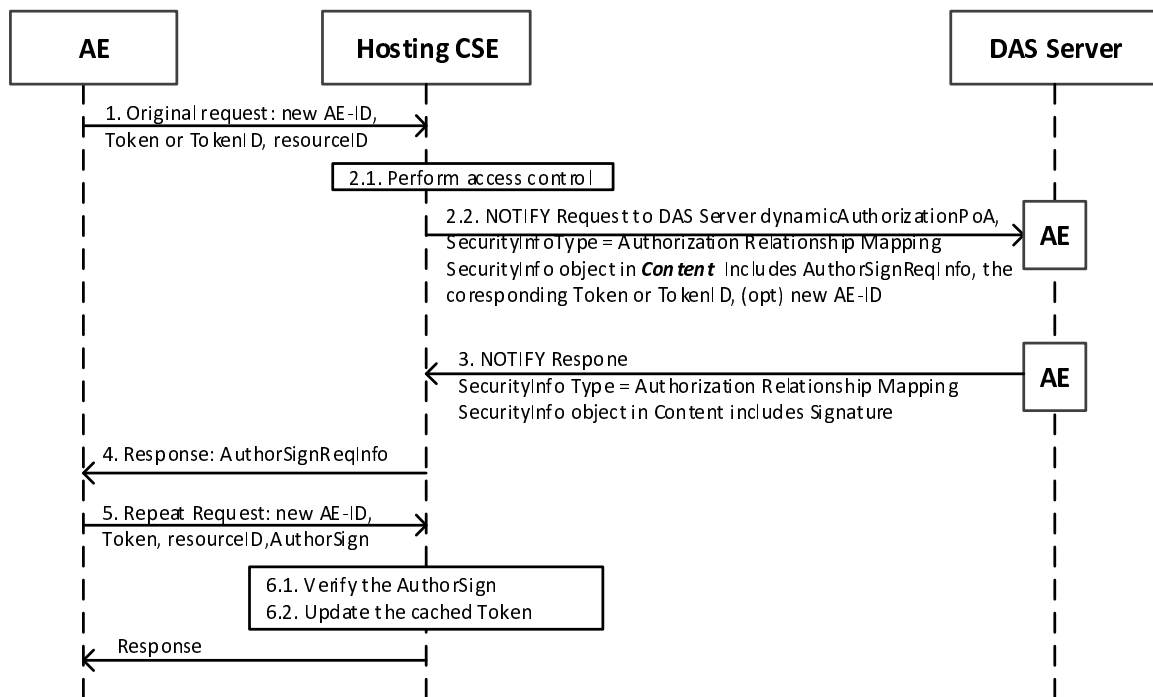 AE
Hosting CSE
DAS Server
1. Original request: new AE-ID,
Token or TokenID, resourceID
2.1. Perform access control
2.2. NOTIFY Request to DAS Server dynamicAuthorizationPoA,
SecurityInfoType = Authorization Relationship Mapping
SecurityInfo object in Content Includes AuthorSignReqInfo, the
coresponding Token or TokenID, (opt) new AE-ID
AE
3. NOTIFY Respone
SecurityInfo Type = Authorization Relationship Mapping
SecurityInfo object in Content includes Signature
AE
4. Response: AuthorSignReqInfo
5. Repeat Request: new AE-ID,
Token, resourceID,AuthorSign
6.1. Verify the AuthorSign
6.2. Update the cached Token
Response